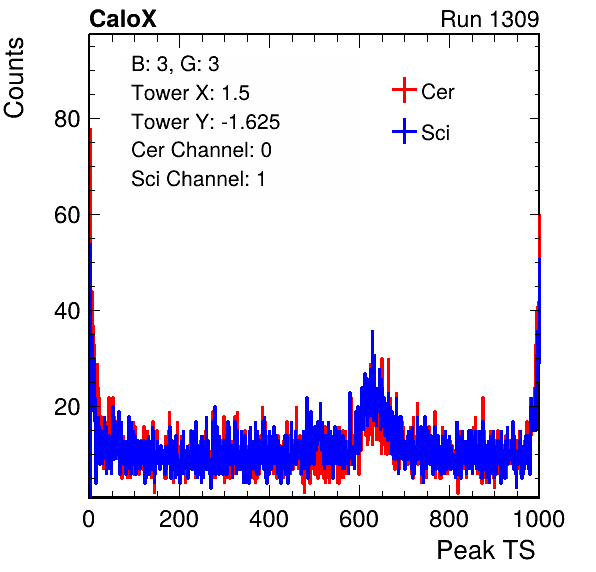 CaloX Run 1309
Counts
B: 3, G: 3
Tower X: 1.5
Tower Y: -1.625
Cer Channel: 0
Sci Channel: 1
Cer
Sci
80
60
40
20
0 200 400 600 800 1000
Peak TS